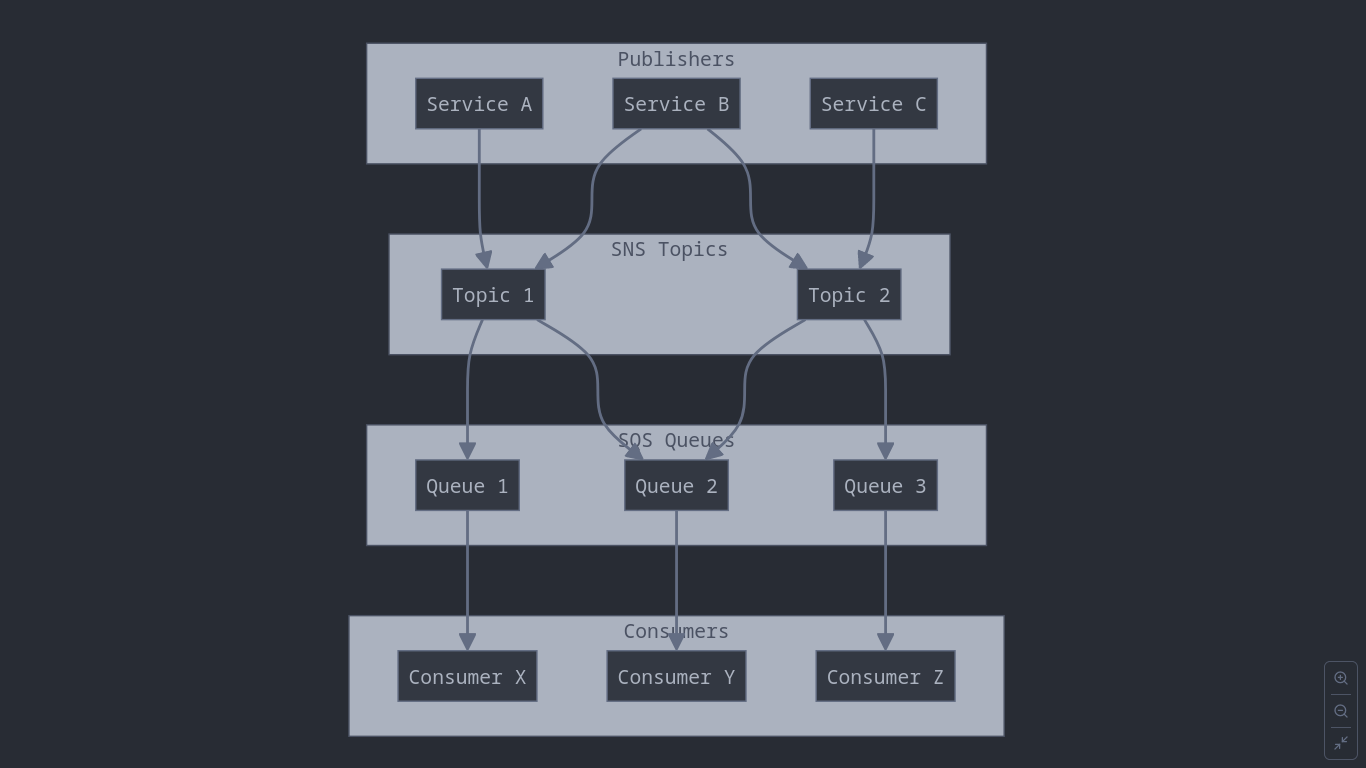 Publishers
Service A
Service B
Service C
SNS Topics
Topic 1
Topic 2
SQS Queues
Queue 1
Queue 2
Queue 3
Consumers
Consumer X
Consumer Y
Consumer Z